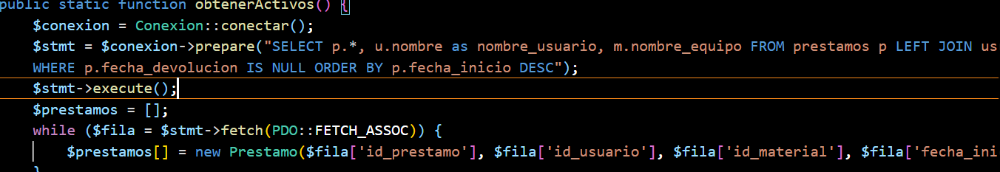 public static function obtenerActivos() {
$conexion = Conexion::conectar();
$stmt = $conexion->prepare("SELECT p.*, u.nombre as nombre_usuario, m.nombre_equipo FROM prestamos p LEFT JOIN us
WHERE p.fecha_devolucion IS NULL ORDER BY p.fecha_inicio DESC");
$stmt->execute();
$prestamos = [];
while ($fila = $stmt->fetch(PDO::FETCH_ASSOC)) {
$prestamos[] = new Prestamo($fila['id_prestamo'], $fila['id_usuario'], $fila['id_material'], $fila['fecha_ini
}